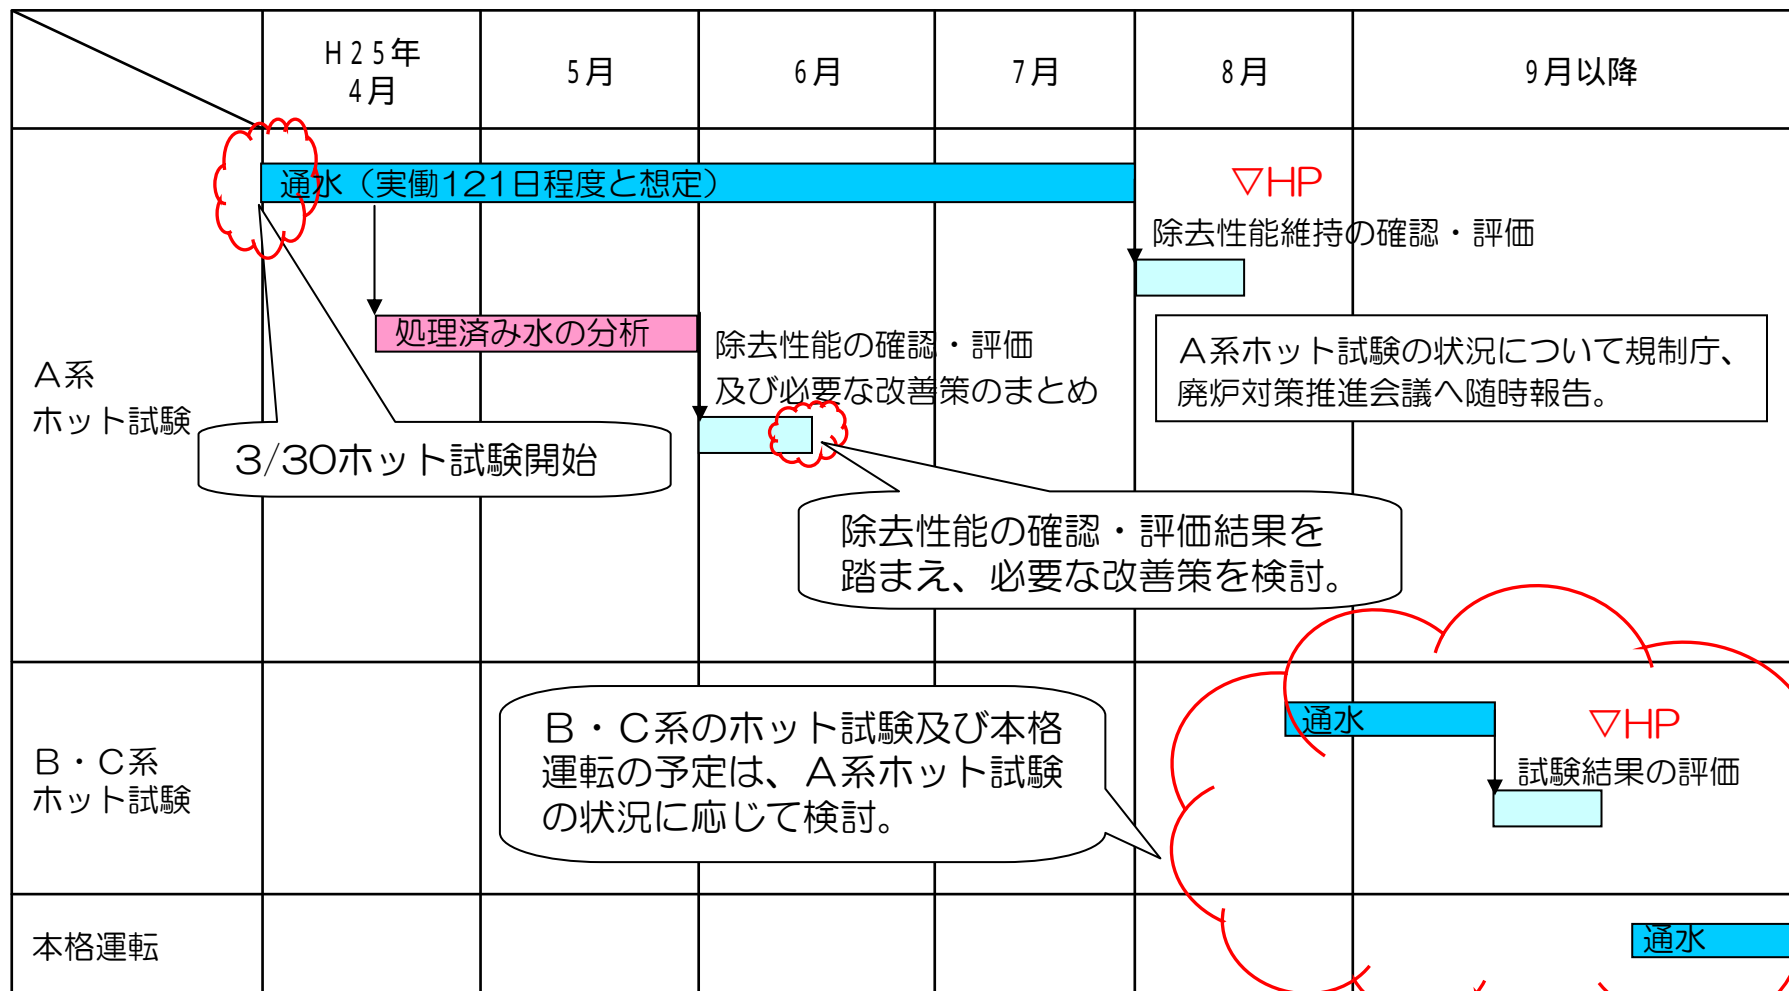 H25年
4月
5月
6月
7月
8月
9月以降
A系
ホット試験
通水（実働121日程度と想定）
▽HP
除去性能維持の確認・評価
処理済み水の分析
除去性能の確認・評価
及び必要な改善策のまとめ
A系ホット試験の状況について規制庁、
廃炉対策推進会議へ随時報告。
3/30ホット試験開始
除去性能の確認・評価結果を
踏まえ、必要な改善策を検討。
B・C系
ホット試験
B・C系のホット試験及び本格
運転の予定は、A系ホット試験
の状況に応じて検討。
通水
▽HP
試験結果の評価
本格運転
通水